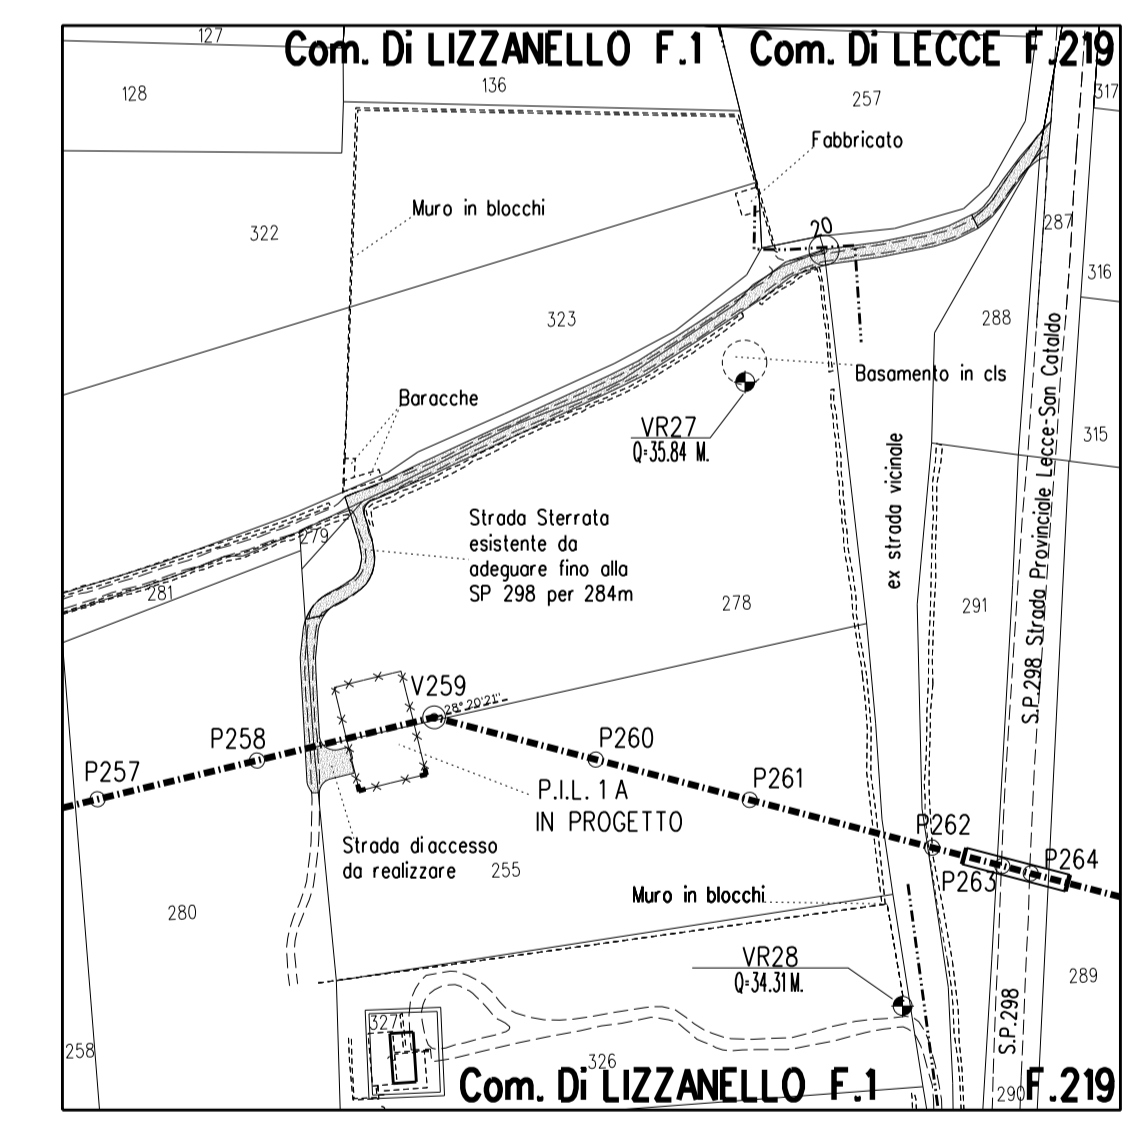 127
Com. Di LIZZANELLO F.1
Com. Di LECCE F.219
128
136
257
317
Fabbricato
Muro in blocchi
322
20
287
316
323
288
Basamento in cls
Baracche
VR27
Q=35.84 M.
315
ex strada vicinale
S.P.298 Strada Provinciale Lecce-San Cataldo
279
Strada Sterrata
esistente da
adeguare fino alla
SP 298 per 284m
281
278
291
V259
28° 20'21"
P258
P260
P257
P261
P.I.L. 1 A
IN PROGETTO
P262
Strada di accesso
da realizzare
255
P263
P264
Muro in blocchi
280
VR28
Q=34.31 M.
289
S.P.298
327
258
326
Com. Di LIZZANELLO F.1
290
F.219